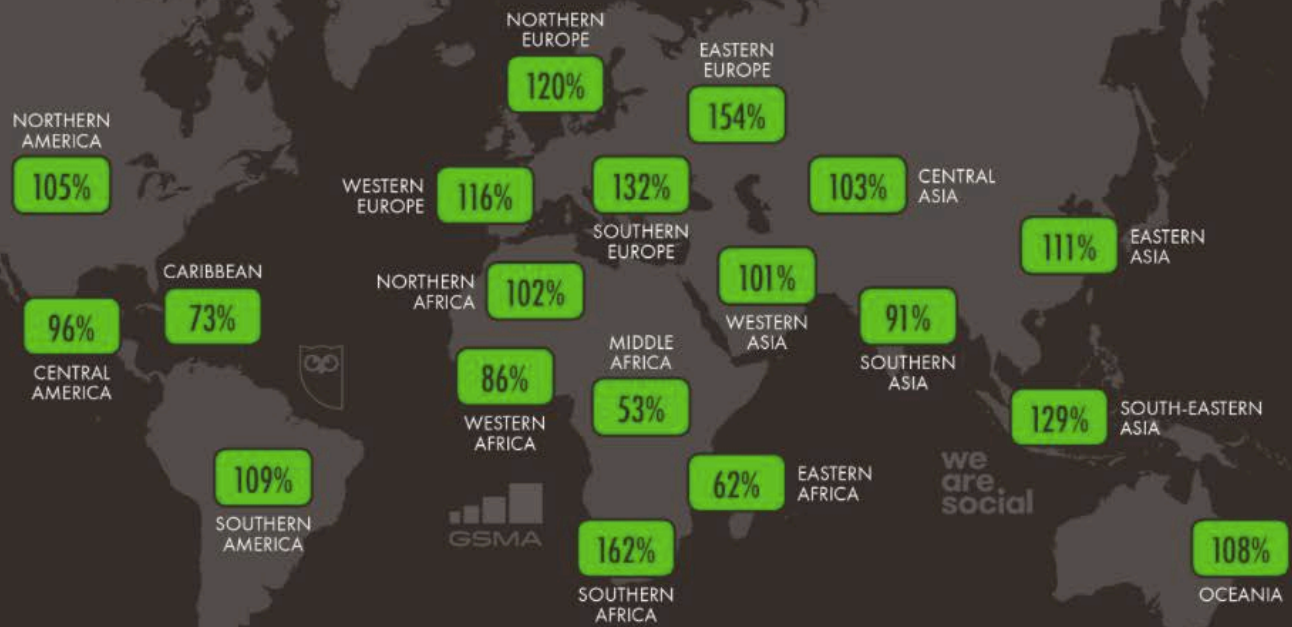 NORTHERN
EUROPE
120%
EASTERN
EUROPE
154%
NORTHERN
AMERICA
105%
WESTERN
EUROPE
116%
132%
SOUTHERN
EUROPE
103%
CENTRAL
ASIA
111%
EASTERN
ASIA
CARIBBEAN
73%
NORTHERN
AFRICA
102%
101%
WESTERN
ASIA
96%
CENTRAL
AMERICA
91%
SOUTHERN
ASIA
86%
WESTERN
AFRICA
MIDDLE
AFRICA
53%
129%
SOUTH-EASTERN
ASIA
109%
SOUTHERN
AMERICA
GSMA
62%
EASTERN
AFRICA
we
are
social
162%
SOUTHERN
AFRICA
108%
OCEANIA